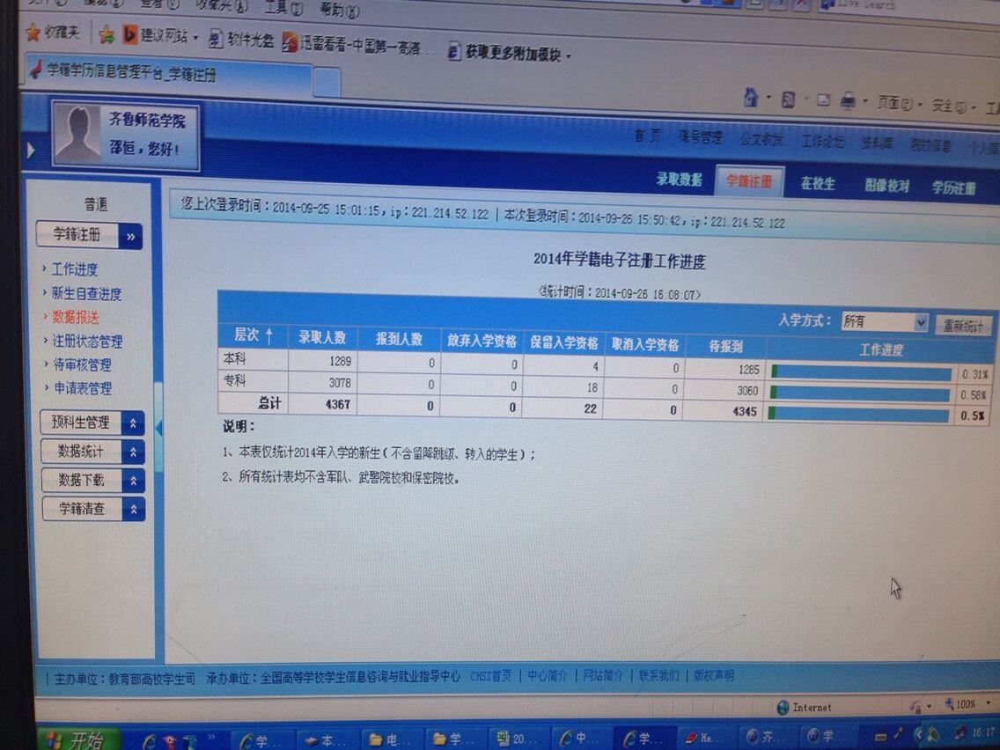 查看(V) 收藏夹(A) 工具(T) 帮助(H)
Live Search
收藏夹 建议网站 软件光盘 迅雷看看-中国第一高清... 获取更多附加模块
学籍学历信息管理平台_学籍注册
页面(P) 安全(S)
齐鲁师范学院
邵恒,您好!
首页 账号管理 公文收发 工作论坛 资料库 院校信息
录取数据 学籍注册 在校生 图像校对 学历注册
您上次登录时间:2014-09-25 15:01:15,ip:221.214.52.122 | 本次登录时间:2014-09-26 15:50:42,ip:221.214.52.122
普通
学籍注册 »
工作进度
新生自查进度
数据报送
注册状态管理
待审核管理
申请表管理
预科生管理
数据统计
数据下载
学籍清查
2014年学籍电子注册工作进度
<统计时间:2014-09-26 16:08:07>
入学方式: 所有 重新统计
层次↑ 录取人数 报到人数 放弃入学资格 保留入学资格 取消入学资格 待报到 工作进度
本科 1289 0 0 4 0 1285 0.31%
专科 3078 0 0 18 0 3060 0.58%
总计 4367 0 0 22 0 4345 0.5%
说明:
1、本表仅统计2014年入学的新生(不含留降跳级、转入的学生);
2、所有统计表均不含军队、武警院校和保密院校。
| 主办单位:教育部高校学生司 承办单位:全国高等学校学生信息咨询与就业指导中心 CHSI首页 | 中心简介 | 网站简介 | 联系我们 | 版权声明
Internet 100%
开始 学... 本... 电... 学... 20... 中... 学... He... 齐... 学... 16:17